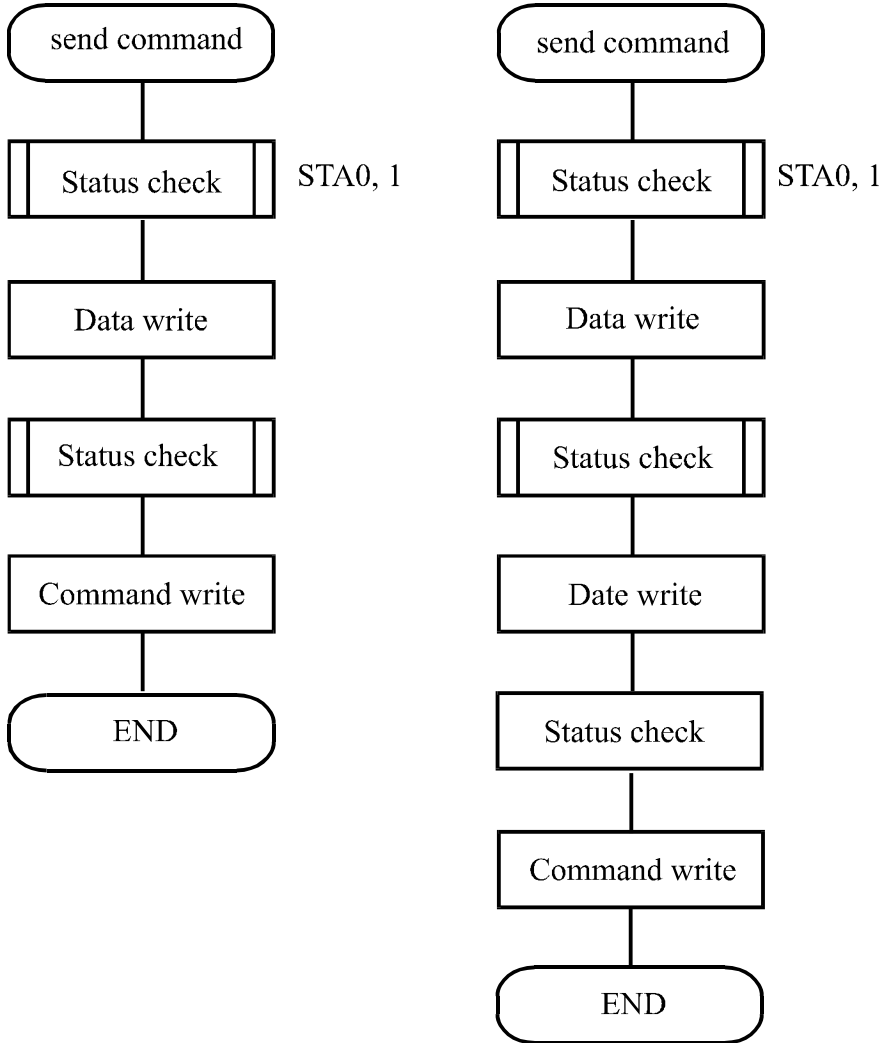 send command
Status check
STA0, 1
Data write
Status check
Command write
END
send command
Status check
STA0, 1
Data write
Status check
Date write
Status check
Command write
END